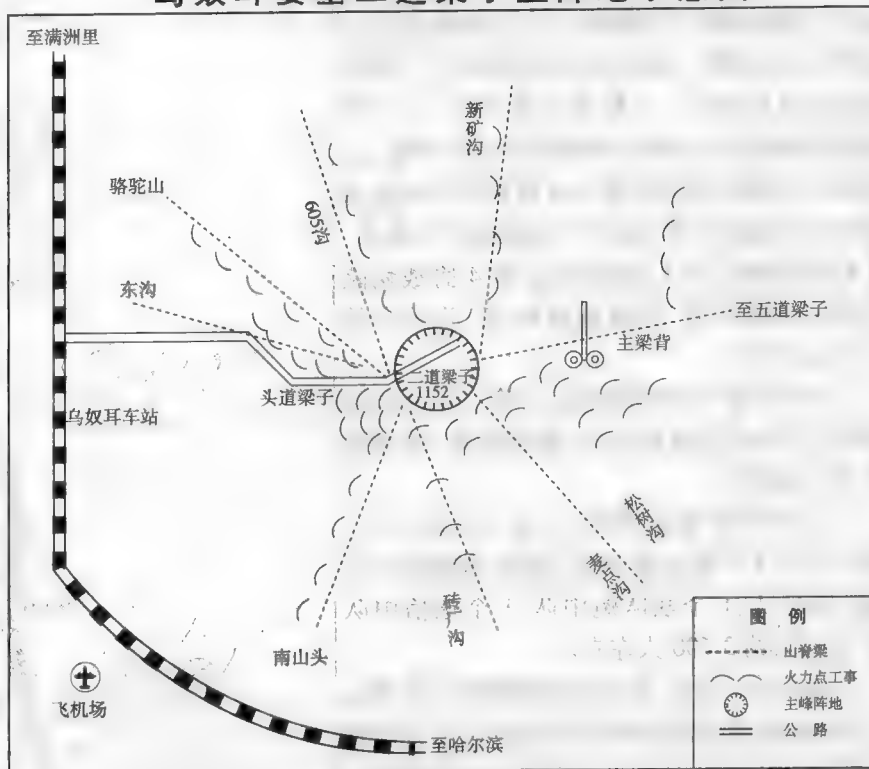 至满洲里
新矿沟
骆驼山
605沟
东沟
至五道梁子
主梁背
二道梁子
1152
头道梁子
乌奴耳车站
松树沟
麦点沟
砖厂沟
南山头
飞机场
至哈尔滨
图 例
山脊梁
火力点工事
主峰阵地
公 路